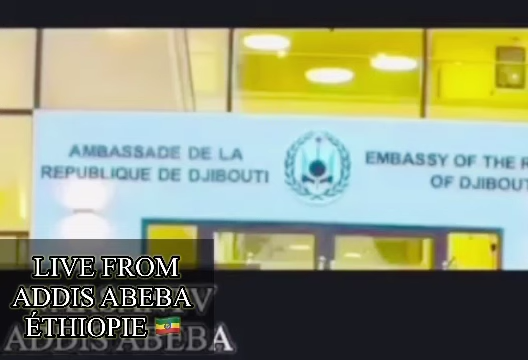 AMBASSADE DE LA
REPUBLIQUE DE DJIBOUTI
EMBASSY OF THE R
OF DJIBOUT
LIVE FROM
ADDIS ABEBA
ÉTHIOPIE 🇪🇹
ADDIS ABEBA